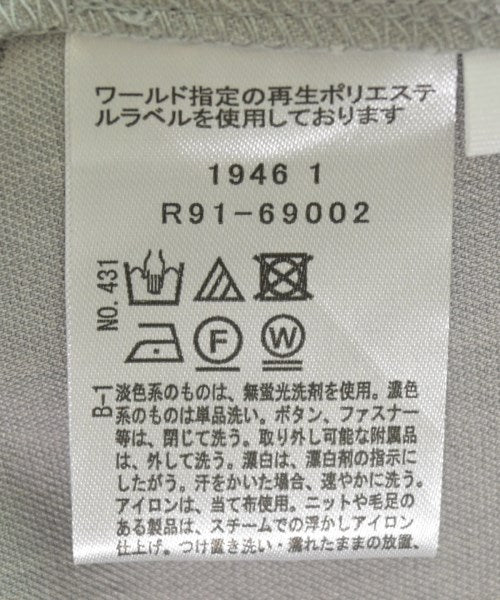 ワールド指定の再生ポリエステ
ルラベルを使用しております
1946 1
R91-69002
NO.431
F
W
B-1
淡色系のものは、無蛍光洗剤を使用。濃色
系のものは単品洗い。ボタン、ファスナー
等は、閉じて洗う。取り外し可能な附属品
は、外して洗う。漂白は、漂白剤の指示に
したがう。汗をかいた場合、速やかに洗う。
アイロンは、当て布使用。ニットや毛足の
ある製品は、スチームでの浮かしアイロン
仕上げ。つけ置き洗い・濡れたままの放置、